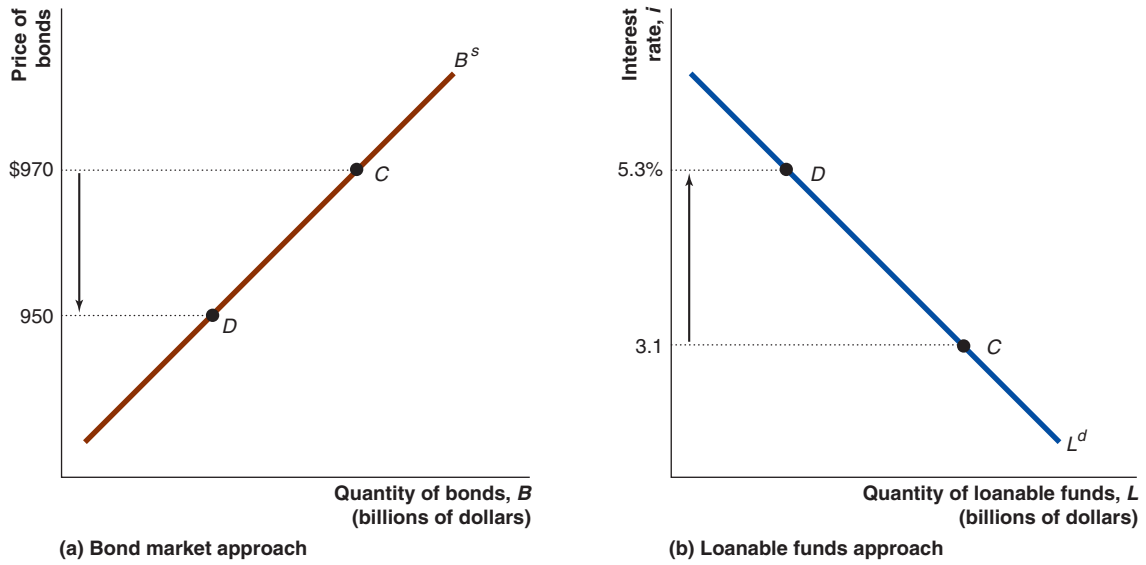 Price of
bonds
B^s
$970
C
950
D
Quantity of bonds, B
(billions of dollars)
(a) Bond market approach
Interest
rate, i
5.3%
D
3.1
C
L^d
Quantity of loanable funds, L
(billions of dollars)
(b) Loanable funds approach